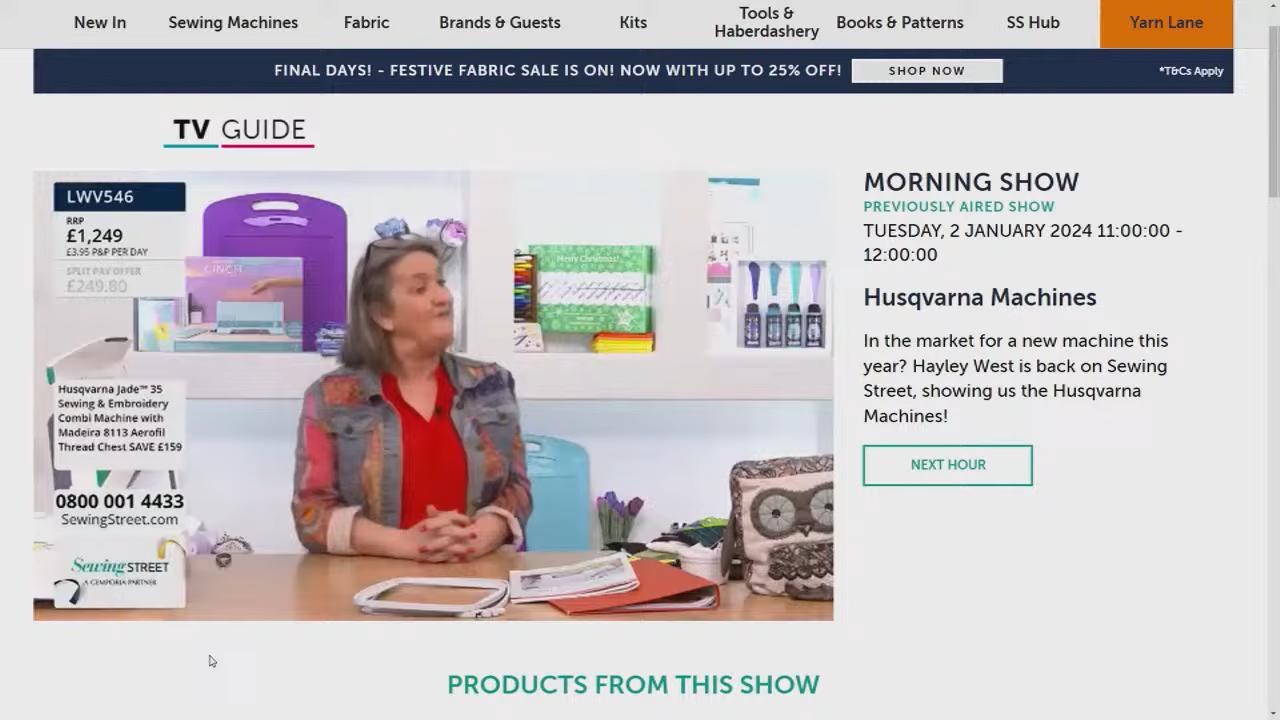 New In
Sewing Machines
Fabric
Brands & Guests
Kits
Tools &
Haberdashery
Books & Patterns
SS Hub
Yarn Lane
FINAL DAYS! - FESTIVE FABRIC SALE IS ON! NOW WITH UP TO 25% OFF!
SHOP NOW
*T&Cs Apply
TV GUIDE
LWV546
RRP
£1,249
£3.95 P&P PER DAY
SPLIT PAY OFFER
£249.80
CINCH
Merry Christmas!
Husqvarna Jade™ 35
Sewing & Embroidery
Combi Machine with
Madeira 8113 Aerofil
Thread Chest SAVE £159
0800 001 4433
SewingStreet.com
Sewing STREET
A GEMPORIA PARTNER
MORNING SHOW
PREVIOUSLY AIRED SHOW
TUESDAY, 2 JANUARY 2024 11:00:00 -
12:00:00
Husqvarna Machines
In the market for a new machine this
year? Hayley West is back on Sewing
Street, showing us the Husqvarna
Machines!
NEXT HOUR
PRODUCTS FROM THIS SHOW